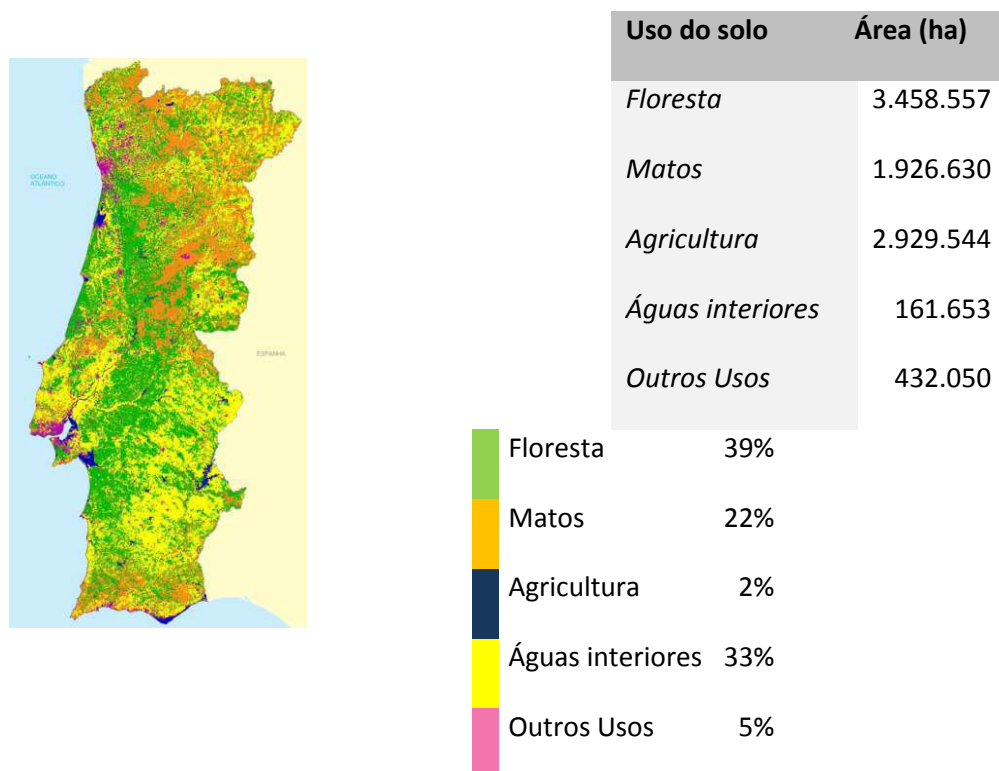 Uso do solo Área (ha)
Floresta 3.458.557
Matos 1.926.630
Agricultura 2.929.544
Águas interiores 161.653
Outros Usos 432.050
OCEANO
ATLÂNTICO
ESPANHA
Floresta 39%
Matos 22%
Agricultura 2%
Águas interiores 33%
Outros Usos 5%